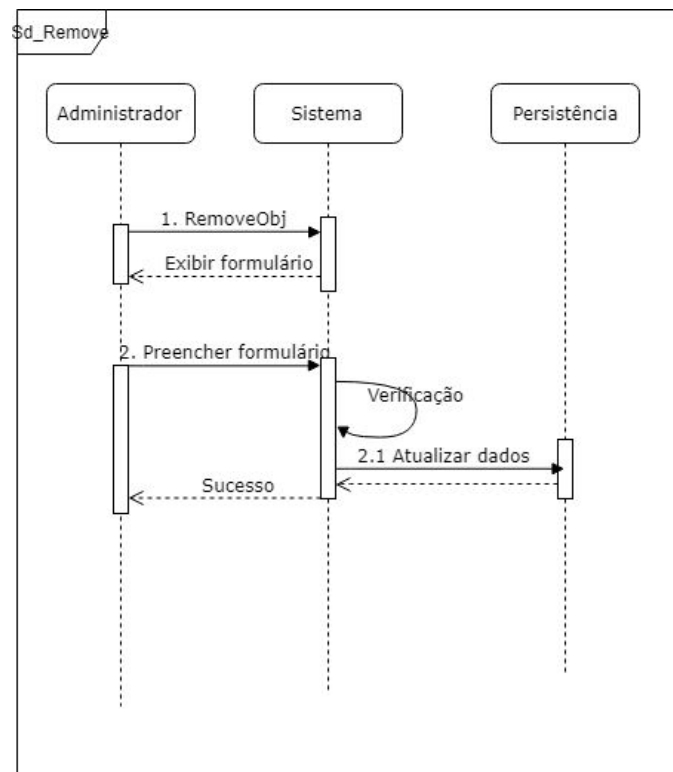 Sd_Remove
Administrador
Sistema
Persistência
1. RemoveObj
Exibir formulário
2. Preencher formulário
Verificação
2.1 Atualizar dados
Sucesso